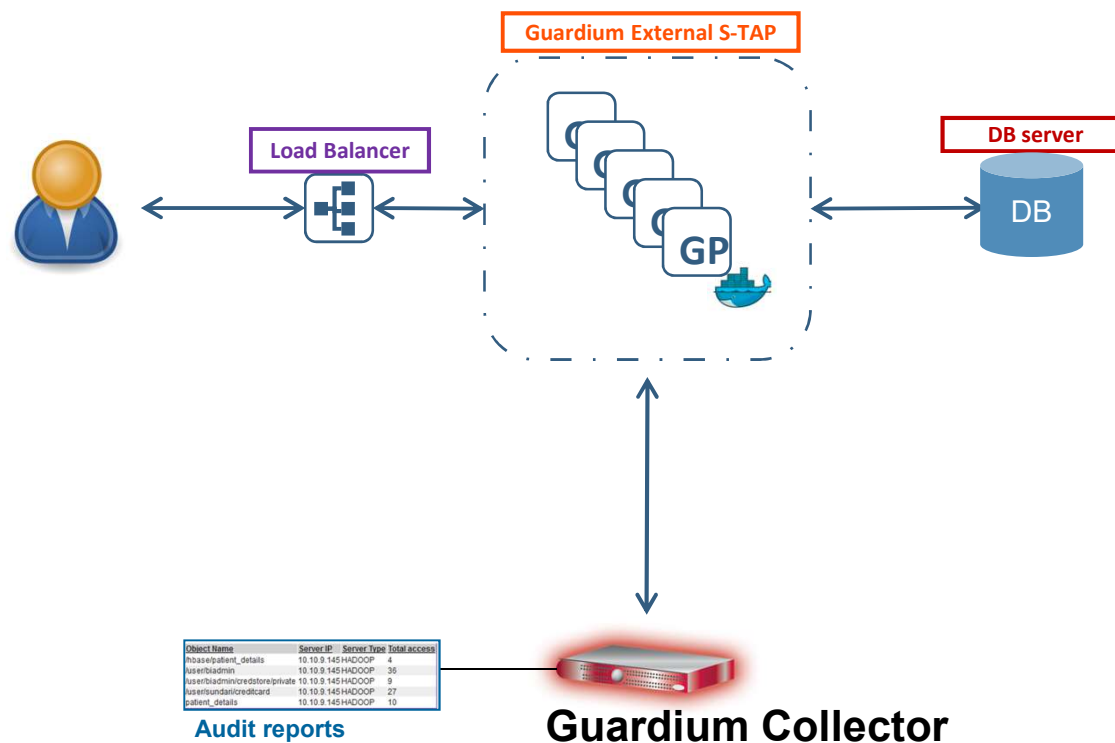 Guardium External S-TAP
Load Balancer
DB server
DB
GP
Object Name Server IP Server Type Total access
/hbase/patient_details 10.10.9.145 HADOOP 4
/user/biadmin 10.10.9.145 HADOOP 36
/user/biadmin/credstore/private 10.10.9.145 HADOOP 9
/user/sundari/creditcard 10.10.9.145 HADOOP 27
patient_details 10.10.9.145 HADOOP 10
Audit reports
Guardium Collector